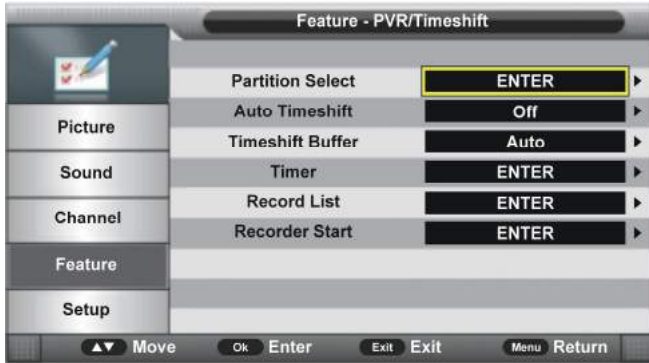 Feature - PVR/Timeshift
Partition Select ENTER
Auto Timeshift Off
Timeshift Buffer Auto
Timer ENTER
Record List ENTER
Recorder Start ENTER
Picture
Sound
Channel
Feature
Setup
▲▼ Move Ok Enter Exit Exit Menu Return